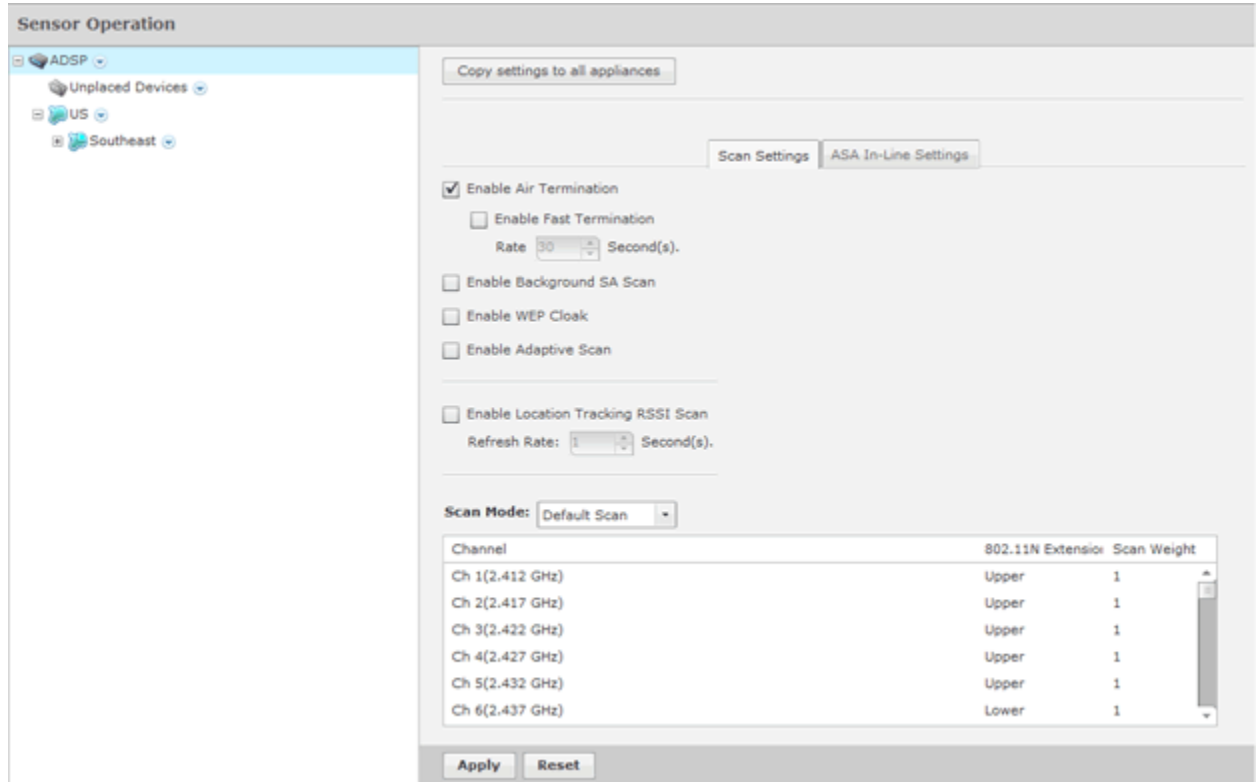 Sensor Operation
ADSP
Unplaced Devices
US
Southeast
Copy settings to all appliances
Scan Settings
ASA In-Line Settings
Enable Air Termination
Enable Fast Termination
Rate 30 Second(s).
Enable Background SA Scan
Enable WEP Cloak
Enable Adaptive Scan
Enable Location Tracking RSSI Scan
Refresh Rate: 1 Second(s).
Scan Mode: Default Scan
Channel 802.11N Extensio Scan Weight
Ch 1(2.412 GHz) Upper 1
Ch 2(2.417 GHz) Upper 1
Ch 3(2.422 GHz) Upper 1
Ch 4(2.427 GHz) Upper 1
Ch 5(2.432 GHz) Upper 1
Ch 6(2.437 GHz) Lower 1
Apply Reset